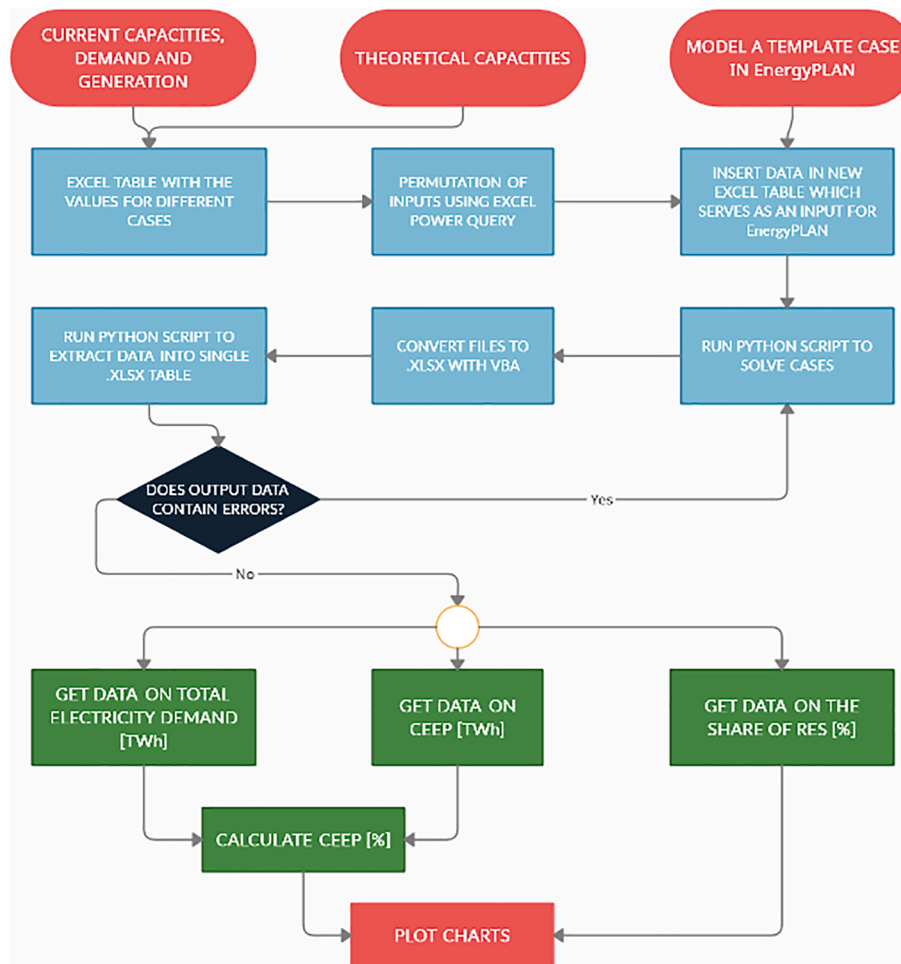 CURRENT CAPACITIES,
DEMAND AND
GENERATION
THEORETICAL CAPACITIES
MODEL A TEMPLATE CASE
IN EnergyPLAN
EXCEL TABLE WITH THE
VALUES FOR DIFFERENT
CASES
PERMUTATION OF
INPUTS USING EXCEL
POWER QUERY
INSERT DATA IN NEW
EXCEL TABLE WHICH
SERVES AS AN INPUT FOR
EnergyPLAN
RUN PYTHON SCRIPT TO
EXTRACT DATA INTO SINGLE
.XLSX TABLE
CONVERT FILES TO
.XLSX WITH VBA
RUN PYTHON SCRIPT TO
SOLVE CASES
DOES OUTPUT DATA
CONTAIN ERRORS?
Yes
No
GET DATA ON TOTAL
ELECTRICITY DEMAND
[TWh]
GET DATA ON
CEEP [TWh]
GET DATA ON THE
SHARE OF RES [%]
CALCULATE CEEP [%]
PLOT CHARTS